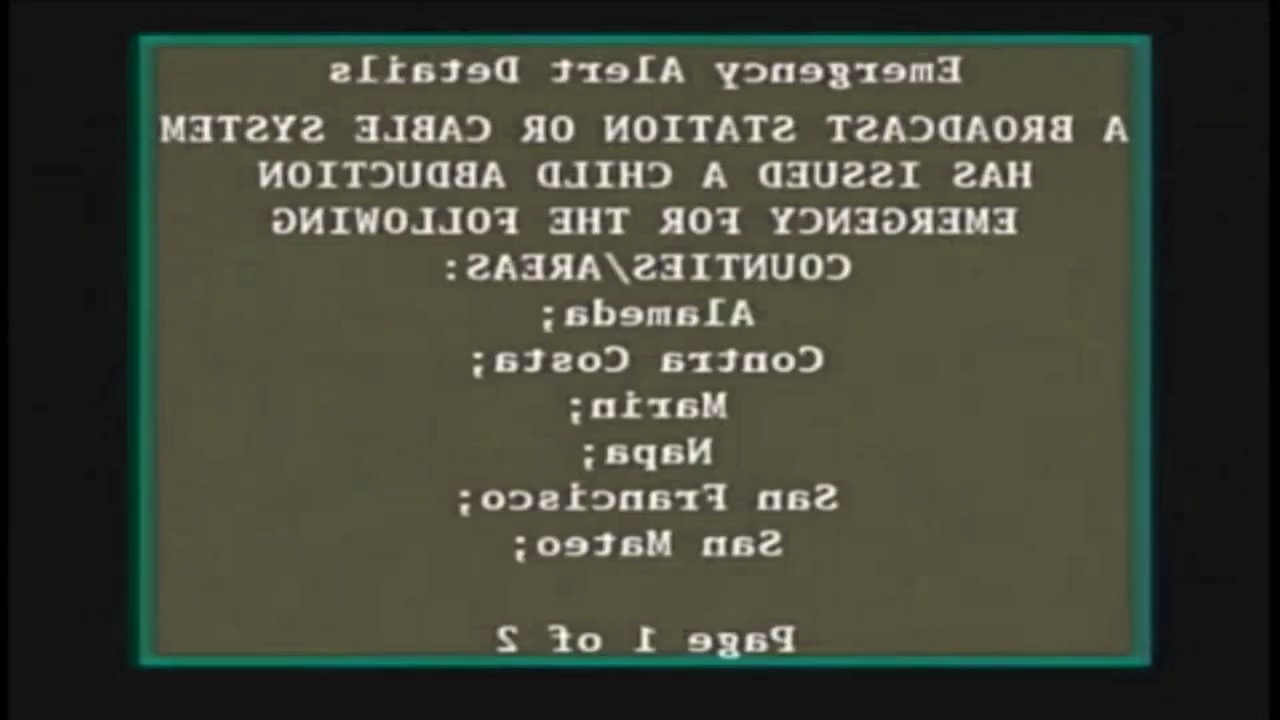 Emergency Alert Details
A BROADCAST STATION OR CABLE SYSTEM
HAS ISSUED A CHILD ABDUCTION
EMERGENCY FOR THE FOLLOWING
COUNTIES/AREAS:
Alameda;
Contra Costa;
Marin;
Napa;
San Francisco;
San Mateo;
Page 1 of 2